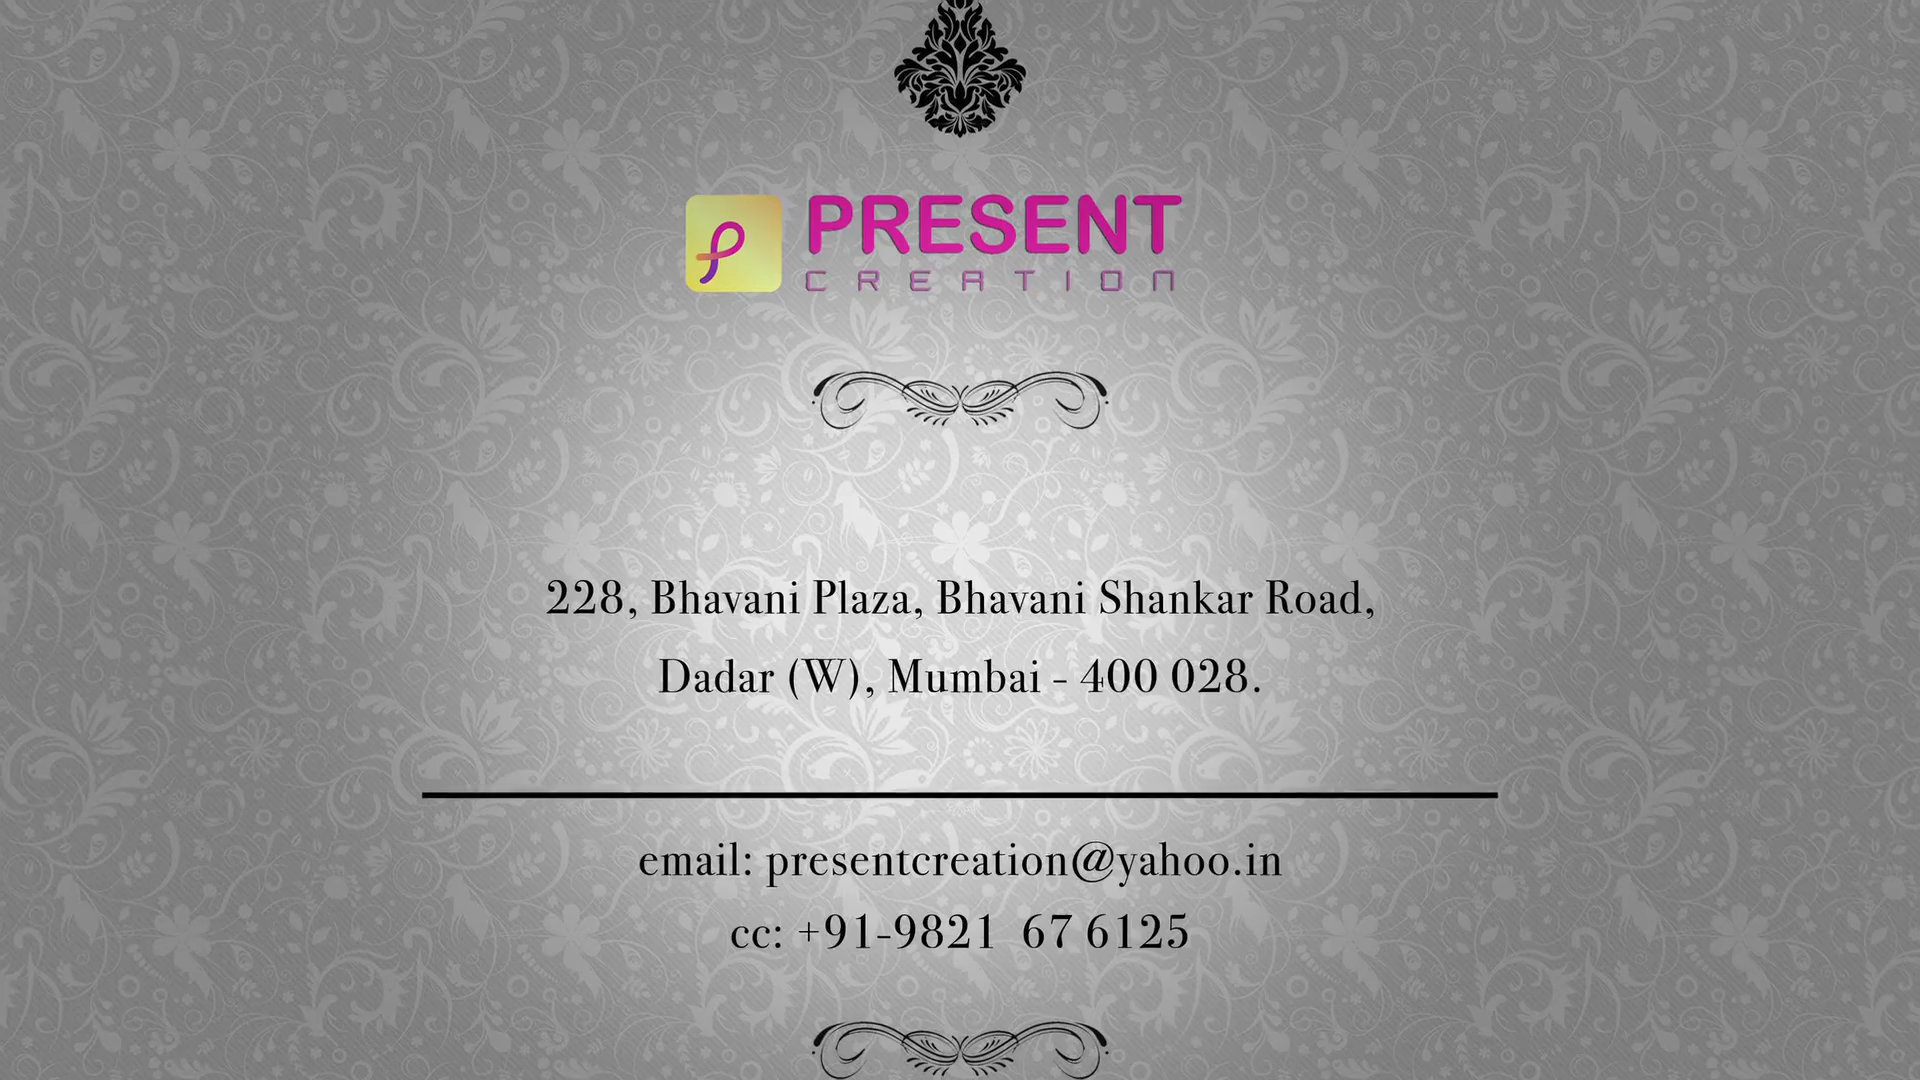 PRESENT
CREATION
228, Bhavani Plaza, Bhavani Shankar Road,
Dadar (W), Mumbai - 400 028.
email: presentcreation@yahoo.in
cc: +91-9821 67 6125